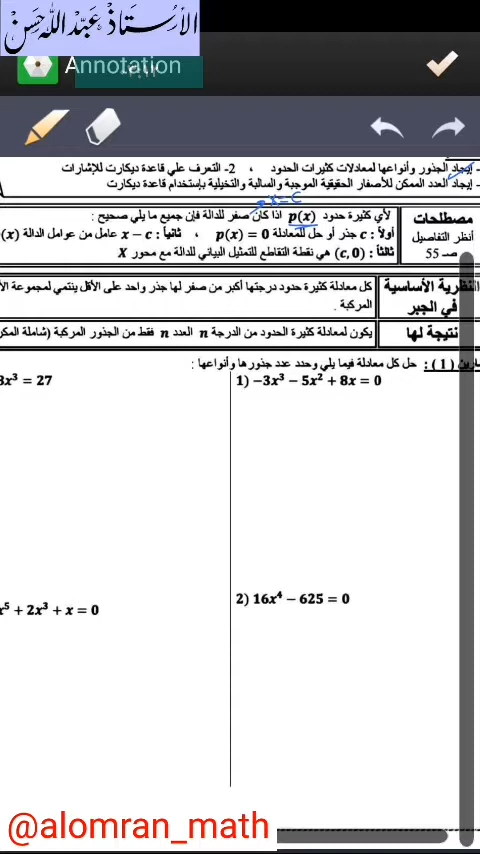 الأستاذ عبد الله حسن
Annotation
- إيجاد الجذور وأنواعها لمعادلات كثيرات الحدود ، 2- التعرف علي قاعدة ديكارت للإشارات
- إيجاد العدد الممكن للأصفار الحقيقية الموجبة والسالبة والتخيلية بإستخدام قاعدة ديكارت
x=c
مصطلحات
أنظر التفاصيل
صـ 55
لأي كثيرة حدود p(x) اذا كان صفر للدالة فإن جميع ما يلي صحيح :
أولاً : c جذر أو حل للمعادلة p(x) = 0 ، ثانياً : x − c عامل من عوامل الدالة (x)
ثالثاً : (c, 0) هي نقطة التقاطع للتمثيل البياني للدالة مع محور X
النظرية الأساسية
في الجبر
كل معادلة كثيرة حدود درجتها أكبر من صفر لها جذر واحد على الأقل ينتمي لمجموعة الأ
المركبة .
نتيجة لها
يكون لمعادلة كثيرة الحدود من الدرجة n العدد n فقط من الجذور المركبة (شاملة المكر
مارين ( 1 ) : حل كل معادلة فيما يلي وحدد عدد جذورها وأنواعها :
1) −3x³ − 5x² + 8x = 0
8x³ = 27
2) 16x⁴ − 625 = 0
x⁵ + 2x³ + x = 0
@alomran_math